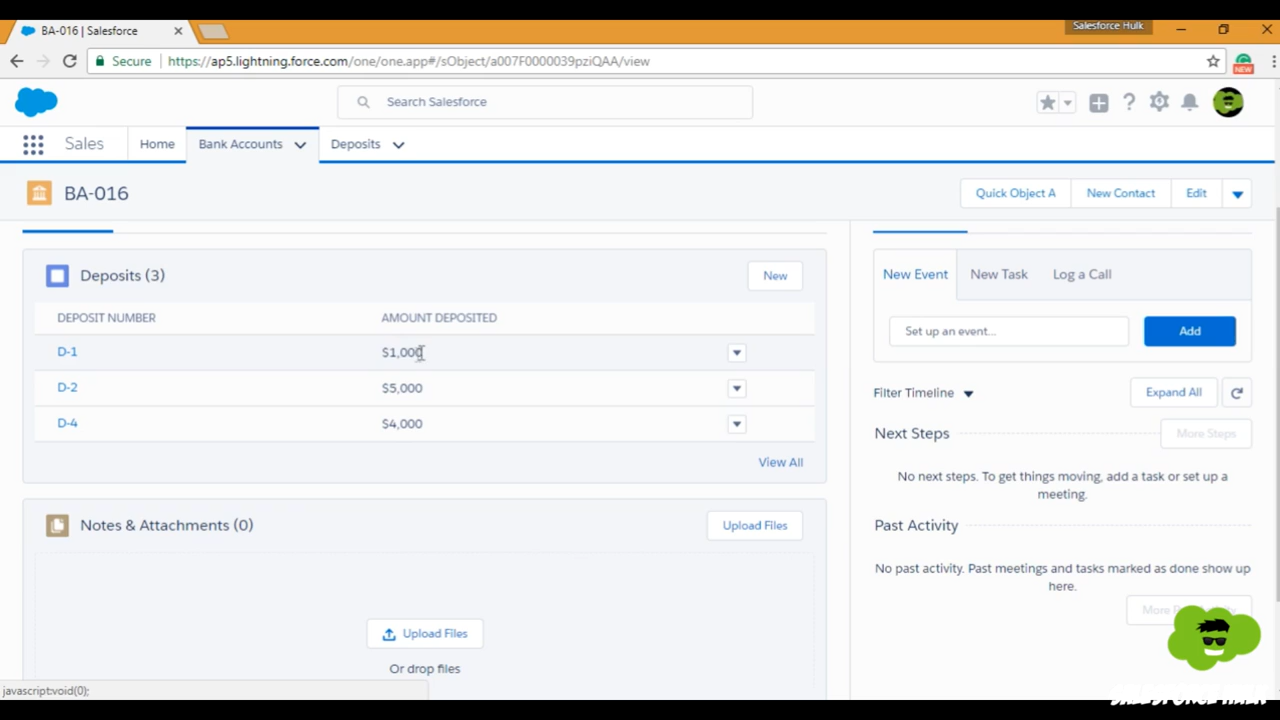 BA-016 | Salesforce
Salesforce Hulk
Secure https://ap5.lightning.force.com/one/one.app#/sObject/a007F0000039pziQAA/view
NEW
Search Salesforce
Sales Home Bank Accounts Deposits
BA-016
Quick Object A New Contact Edit
Deposits (3) New
DEPOSIT NUMBER AMOUNT DEPOSITED
D-1 $1,000
D-2 $5,000
D-4 $4,000
View All
Notes & Attachments (0) Upload Files
Upload Files
Or drop files
New Event New Task Log a Call
Set up an event... Add
Filter Timeline Expand All
Next Steps More Steps
No next steps. To get things moving, add a task or set up a
meeting.
Past Activity
No past activity. Past meetings and tasks marked as done show up
here.
javascript:void(0);
SALESFORCE HULK